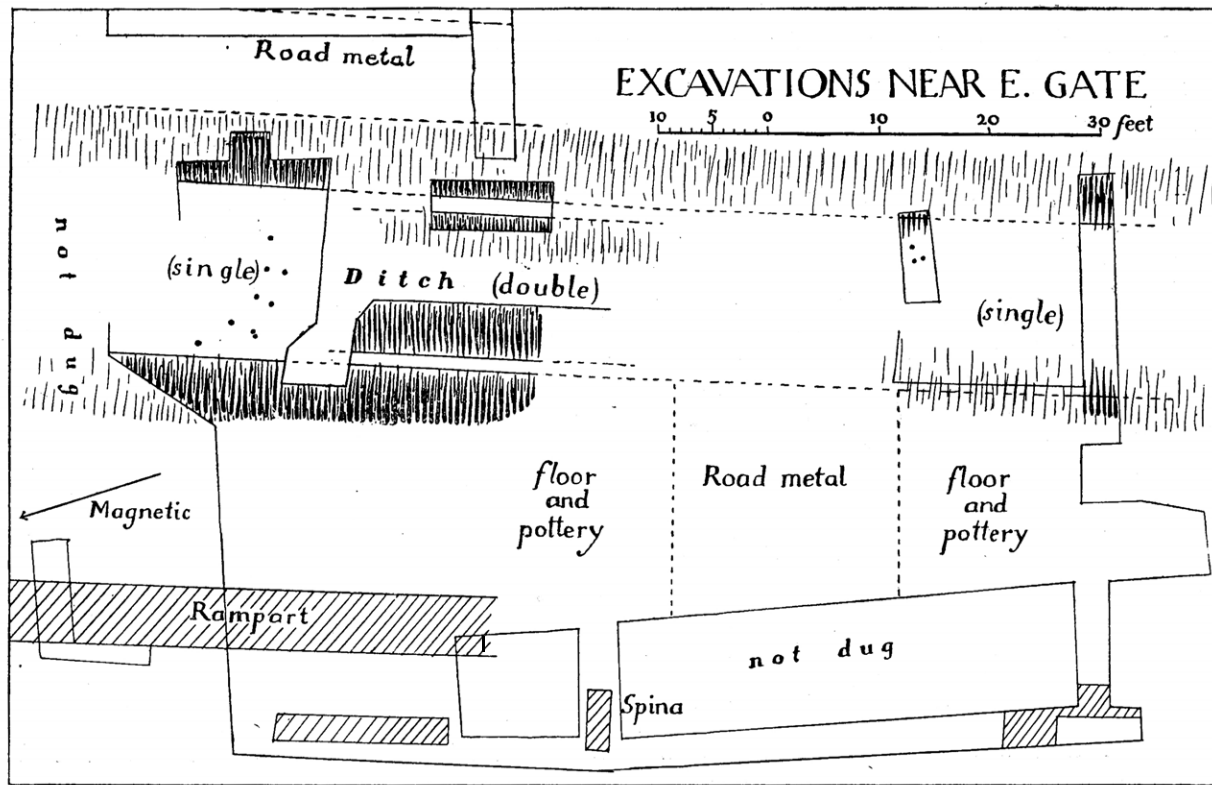 Road metal
EXCAVATIONS NEAR E. GATE
10 5 0 10 20 30 feet
not dug
(single)
Ditch (double)
(single)
floor
and
pottery
Road metal
floor
and
pottery
Magnetic
Rampart
not dug
Spina